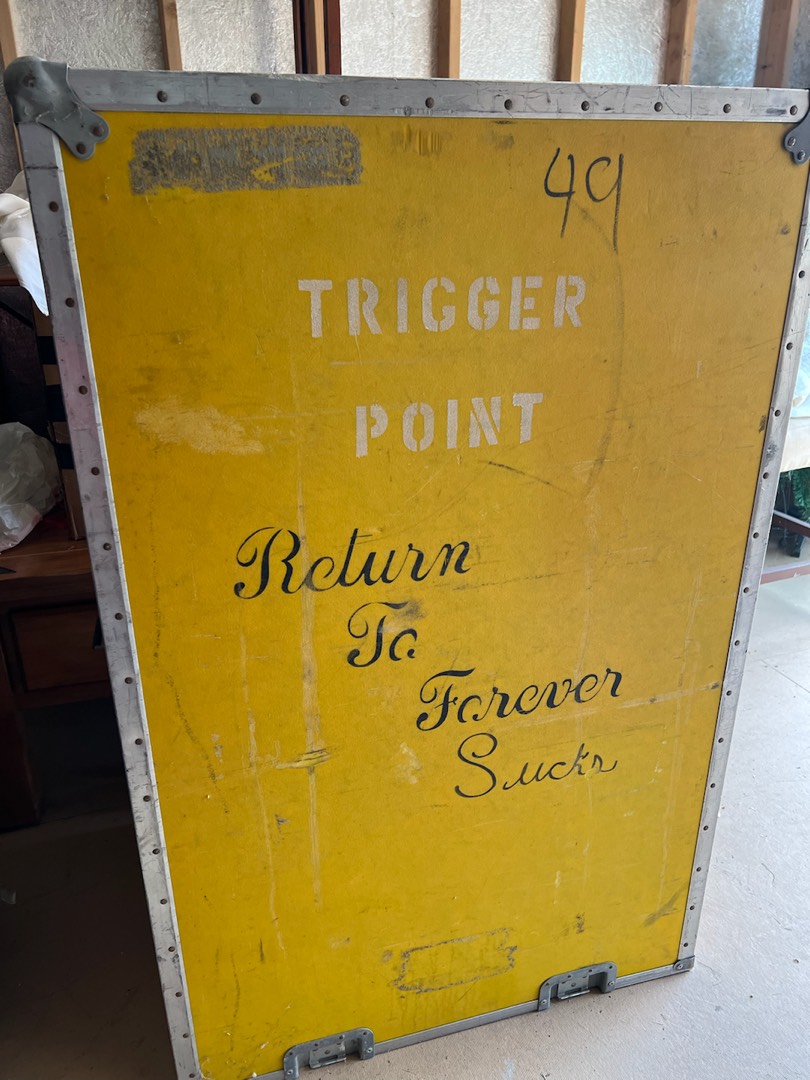 49
TRIGGER
POINT
Return
To
Forever
Sucks